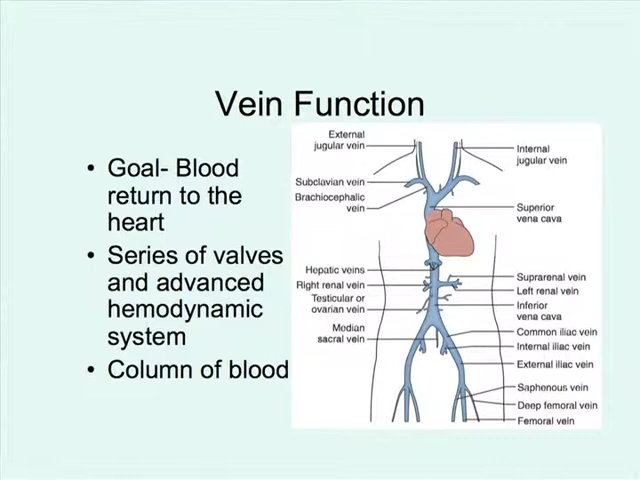 Vein Function
• Goal- Blood
return to the
heart
• Series of valves
and advanced
hemodynamic
system
• Column of blood
External
jugular vein
Subclavian vein
Brachiocephalic
vein
Hepatic veins
Right renal vein
Testicular or
ovarian vein
Median
sacral vein
Internal
jugular vein
Superior
vena cava
Suprarenal vein
Left renal vein
Inferior
vena cava
Common iliac vein
Internal iliac vein
External iliac vein
Saphenous vein
Deep femoral vein
Femoral vein